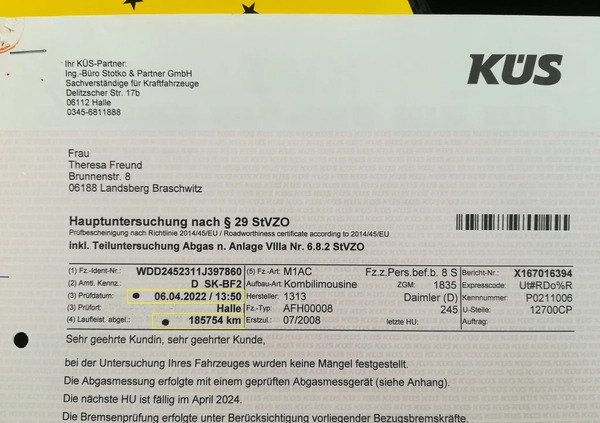 KÜS
Ihr KÜS-Partner:
Ing.-Büro Stotko & Partner GmbH
Sachverständige für Kraftfahrzeuge
Delitzscher Str. 17b
06112 Halle
0345-6811888
Frau
Theresa Freund
Brunnenstr. 8
06188 Landsberg Braschwitz
Hauptuntersuchung nach § 29 StVZO
Prüfbescheinigung nach Richtlinie 2014/45/EU / Roadworthiness certificate according to 2014/45/EU
inkl. Teiluntersuchung Abgas n. Anlage VIIIa Nr. 6.8.2 StVZO
(1) Fz.-Ident-Nr.: WDD2452311J397860 (5) Fz.-Art: M1AC Fz.z.Pers.bef.b. 8 S Bericht-Nr.: X167016394
(2) Amtl. Kennz.: D SK-BF2 Aufbau-Art: Kombilimousine ZGM: 1835 Expresscode: Ut#RDo%R
(3) Prüfdatum: 06.04.2022 / 13:50 Hersteller: 1313 Daimler (D) Kennnummer: P0211006
(3) Prüfort: Halle Fz.-Typ: AFH00008 245 U-Stelle: 12700CP
(4) Laufleist. abgel.: 185754 km Erstzul.: 07/2008 letzte HU: Auftrag:
Sehr geehrte Kundin, sehr geehrter Kunde,
bei der Untersuchung Ihres Fahrzeuges wurden keine Mängel festgestellt.
Die Abgasmessung erfolgte mit einem geprüften Abgasmessgerät (siehe Anhang).
Die nächste HU ist fällig im April 2024.
Die Bremsenprüfung erfolgte unter Berücksichtigung vorliegender Bezugsbremskräfte.